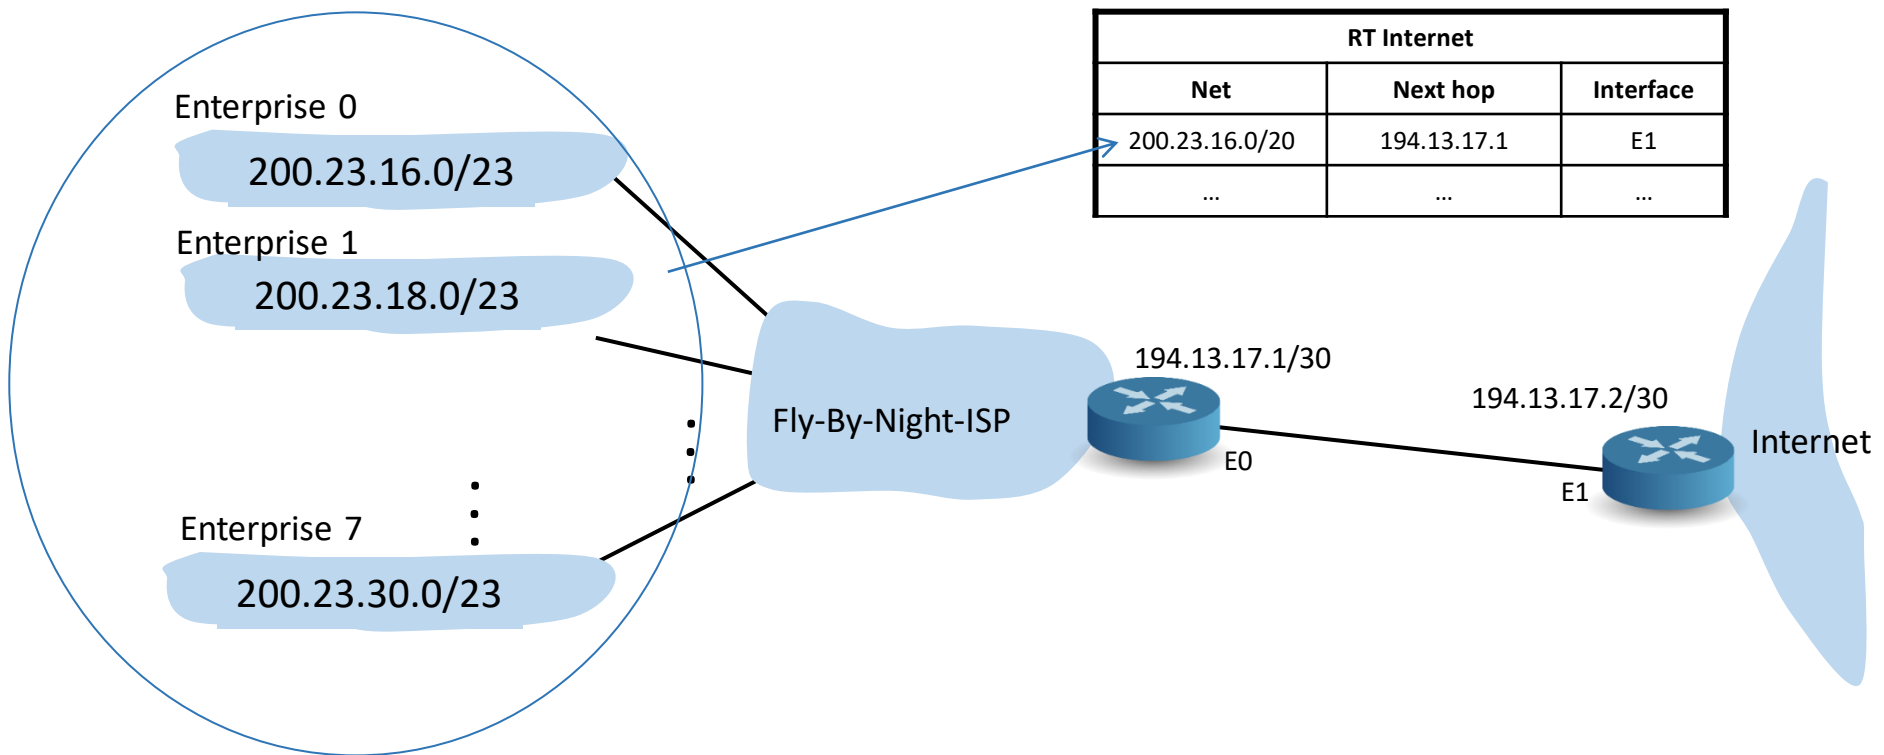 RT Internet
Net Next hop Interface
200.23.16.0/20 194.13.17.1 E1
... ... ...
Enterprise 0
200.23.16.0/23
Enterprise 1
200.23.18.0/23
Enterprise 7
200.23.30.0/23
Fly-By-Night-ISP
194.13.17.1/30
E0
194.13.17.2/30
E1
Internet